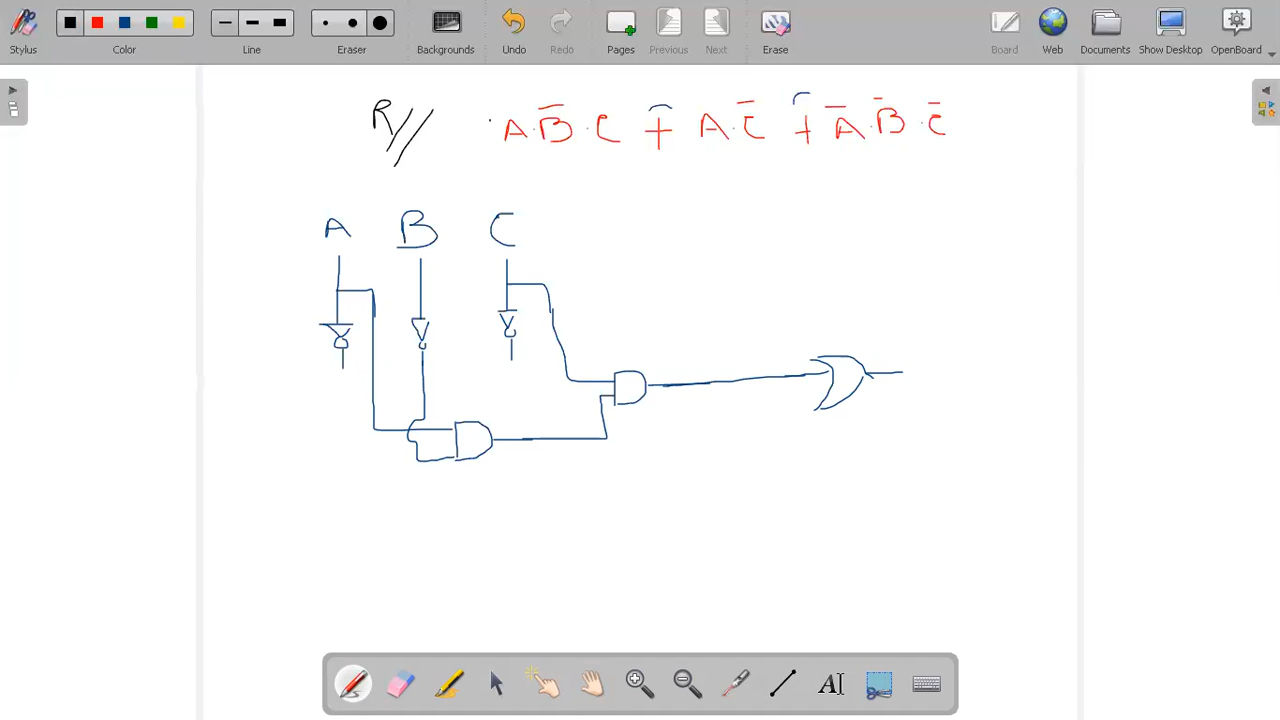 Stylus Color Line Eraser Backgrounds Undo Redo Pages Previous Next Erase Board Web Documents Show Desktop OpenBoard
R// A·B̅·C + A·C̅ + A̅·B̅·C̅
A B C
A